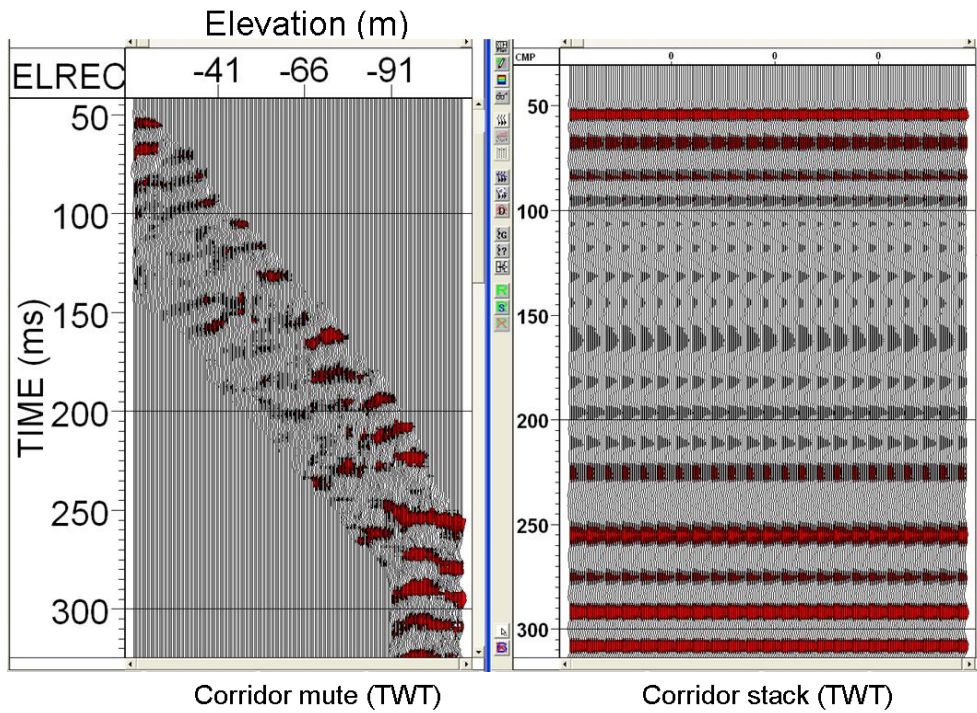 Elevation (m)
ELREC -41 -66 -91
TIME (ms)
50
100
150
200
250
300
CMP 0 0 0
50
100
150
200
250
300
D
G
?
R
S
Corridor mute (TWT)
Corridor stack (TWT)